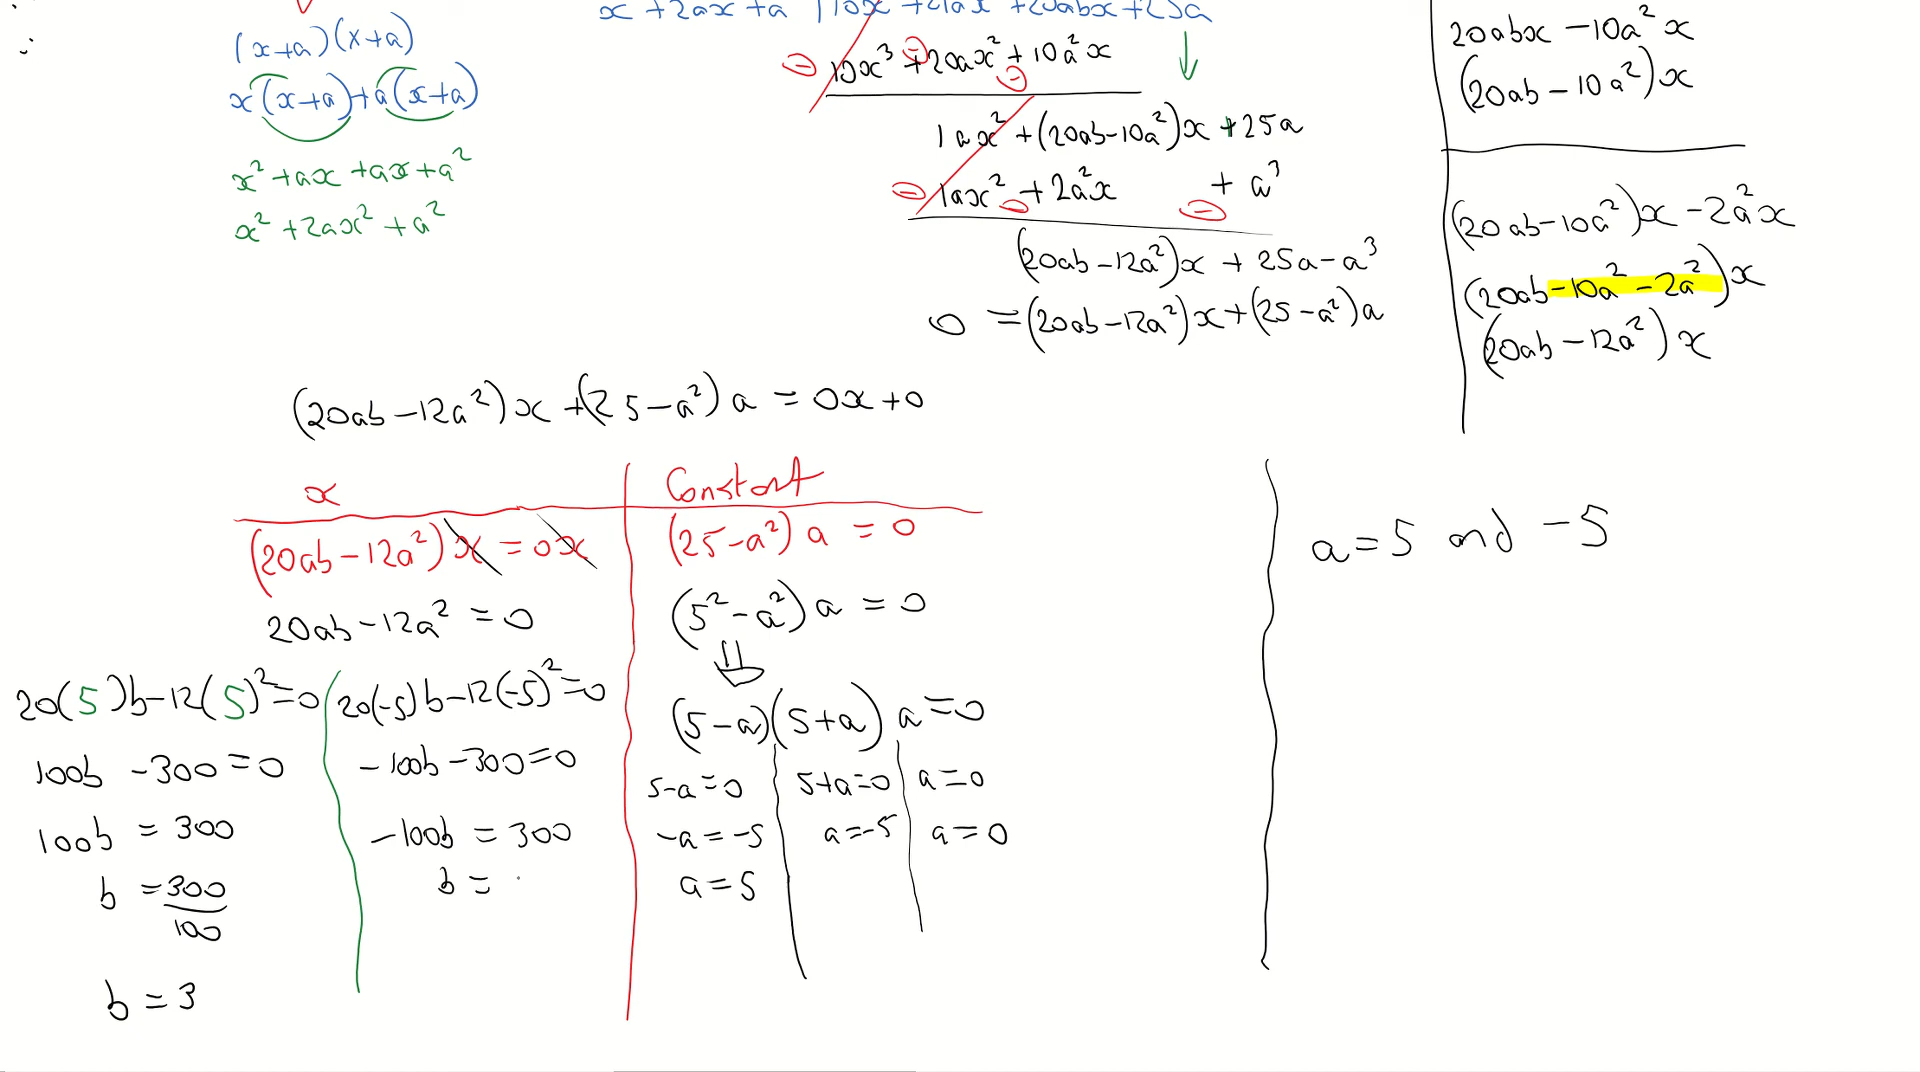 (x+a)(x+a)
x(x+a)+a(x+a)
x²+ax+ax+a²
x²+2ax²+a²
10x³+20ax²+10a²x
1ax²+(20ab-10a²)x+25a
1ax²+2a²x + a³
(20ab-12a²)x+25a-a³
0 =(20ab-12a²)x+(25-a²)a
20abx-10a²x
(20ab-10a²)x
(20ab-10a²)x-2a²x
(20ab-10a²-2a²)x
(20ab-12a²)x
(20ab-12a²)x+(25-a²)a = 0x+0
x
(20ab-12a²)x=0x
20ab-12a²=0
20(5)b-12(5)²=0
100b-300=0
100b=300
b=300
100
b=3
20(-5)b-12(-5)²=0
-100b-300=0
-100b=300
b=
Constant
(25-a²)a=0
(5²-a²)a=0
(5-a)(5+a)a=0
5-a=0
-a=-5
a=5
5+a=0
a=-5
a=0
a=0
a=5 and -5